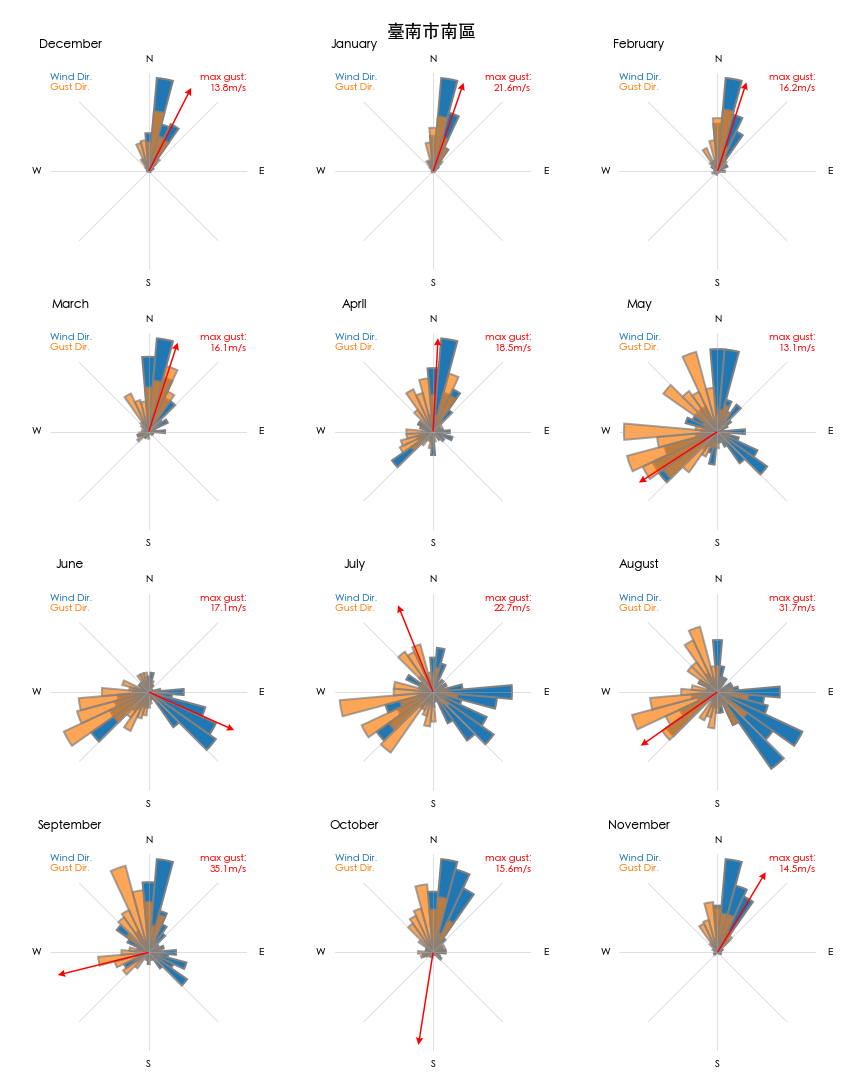 臺南市南區
December
N
Wind Dir.
Gust Dir.
max gust:
13.8m/s
W
E
S
January
N
Wind Dir.
Gust Dir.
max gust:
21.6m/s
W
E
S
February
N
Wind Dir.
Gust Dir.
max gust:
16.2m/s
W
E
S
March
N
Wind Dir.
Gust Dir.
max gust:
16.1m/s
W
E
S
April
N
Wind Dir.
Gust Dir.
max gust:
18.5m/s
W
E
S
May
N
Wind Dir.
Gust Dir.
max gust:
13.1m/s
W
E
S
June
N
Wind Dir.
Gust Dir.
max gust:
17.1m/s
W
E
S
July
N
Wind Dir.
Gust Dir.
max gust:
22.7m/s
W
E
S
August
N
Wind Dir.
Gust Dir.
max gust:
31.7m/s
W
E
S
September
N
Wind Dir.
Gust Dir.
max gust:
35.1m/s
W
E
S
October
N
Wind Dir.
Gust Dir.
max gust:
15.6m/s
W
E
S
November
N
Wind Dir.
Gust Dir.
max gust:
14.5m/s
W
E
S